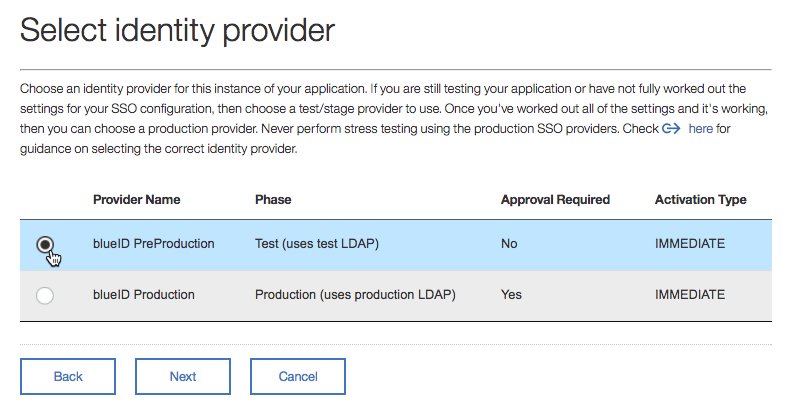 Select identity provider
Choose an identity provider for this instance of your application. If you are still testing your application or have not fully worked out the
settings for your SSO configuration, then choose a test/stage provider to use. Once you've worked out all of the settings and it's working,
then you can choose a production provider. Never perform stress testing using the production SSO providers. Check here for
guidance on selecting the correct identity provider.
Provider Name Phase Approval Required Activation Type
blueID PreProduction Test (uses test LDAP) No IMMEDIATE
blueID Production Production (uses production LDAP) Yes IMMEDIATE
Back Next Cancel